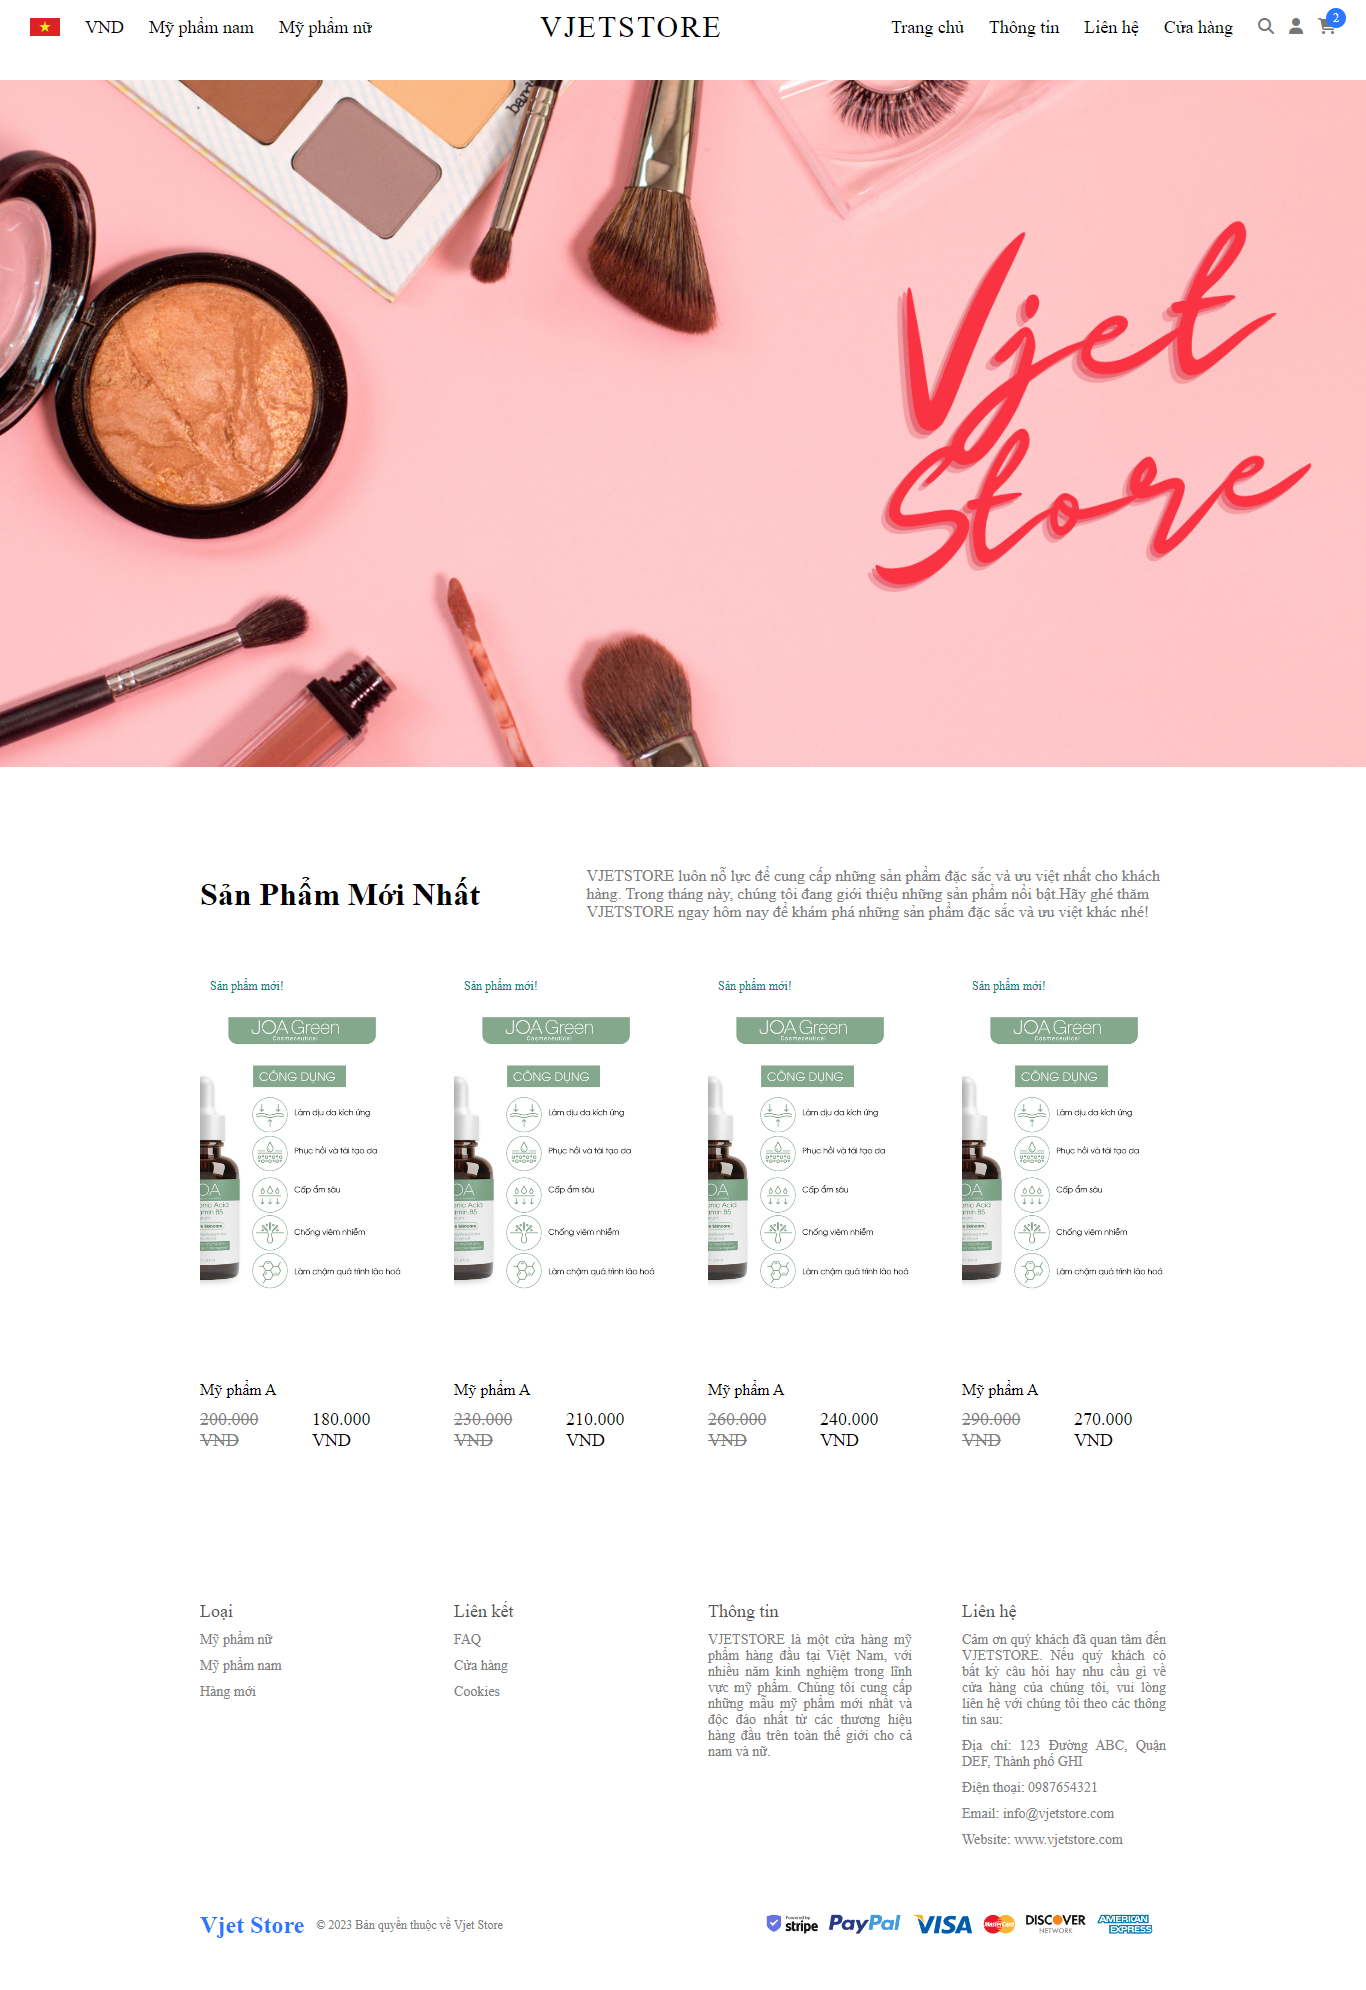 VND Mỹ phẩm nam Mỹ phẩm nữ VJETSTORE Trang chủ Thông tin Liên hệ Cửa hàng 2
Vjet
Store
Sản Phẩm Mới Nhất
VJETSTORE luôn nỗ lực để cung cấp những sản phẩm đặc sắc và ưu việt nhất cho khách
hàng. Trong tháng này, chúng tôi đang giới thiệu những sản phẩm nổi bật.Hãy ghé thăm
VJETSTORE ngay hôm nay để khám phá những sản phẩm đặc sắc và ưu việt khác nhé!
Sản phẩm mới!
JOA Green
Cosmeceutical
CÔNG DỤNG
Làm dịu da kích ứng
Phục hồi và tái tạo da
Cấp ẩm sâu
Chống viêm nhiễm
Làm chậm quá trình lão hoá
Mỹ phẩm A
200.000 VND 180.000 VND
Sản phẩm mới!
JOA Green
Cosmeceutical
CÔNG DỤNG
Làm dịu da kích ứng
Phục hồi và tái tạo da
Cấp ẩm sâu
Chống viêm nhiễm
Làm chậm quá trình lão hoá
Mỹ phẩm A
230.000 VND 210.000 VND
Sản phẩm mới!
JOA Green
Cosmeceutical
CÔNG DỤNG
Làm dịu da kích ứng
Phục hồi và tái tạo da
Cấp ẩm sâu
Chống viêm nhiễm
Làm chậm quá trình lão hoá
Mỹ phẩm A
260.000 VND 240.000 VND
Sản phẩm mới!
JOA Green
Cosmeceutical
CÔNG DỤNG
Làm dịu da kích ứng
Phục hồi và tái tạo da
Cấp ẩm sâu
Chống viêm nhiễm
Làm chậm quá trình lão hoá
Mỹ phẩm A
290.000 VND 270.000 VND
Loại
Mỹ phẩm nữ
Mỹ phẩm nam
Hàng mới
Liên kết
FAQ
Cửa hàng
Cookies
Thông tin
VJETSTORE là một cửa hàng mỹ
phẩm hàng đầu tại Việt Nam, với
nhiều năm kinh nghiệm trong lĩnh
vực mỹ phẩm. Chúng tôi cung cấp
những mẫu mỹ phẩm mới nhất và
độc đáo nhất từ các thương hiệu
hàng đầu trên toàn thế giới cho cả
nam và nữ.
Liên hệ
Cảm ơn quý khách đã quan tâm đến
VJETSTORE. Nếu quý khách có
bất kỳ câu hỏi hay nhu cầu gì về
cửa hàng của chúng tôi, vui lòng
liên hệ với chúng tôi theo các thông
tin sau:
Địa chỉ: 123 Đường ABC, Quận
DEF, Thành phố GHI
Điện thoại: 0987654321
Email: info@vjetstore.com
Website: www.vjetstore.com
Vjet Store © 2023 Bản quyền thuộc về Vjet Store
Powered by
stripe PayPal VISA MasterCard DISCOVER NETWORK AMERICAN EXPRESS